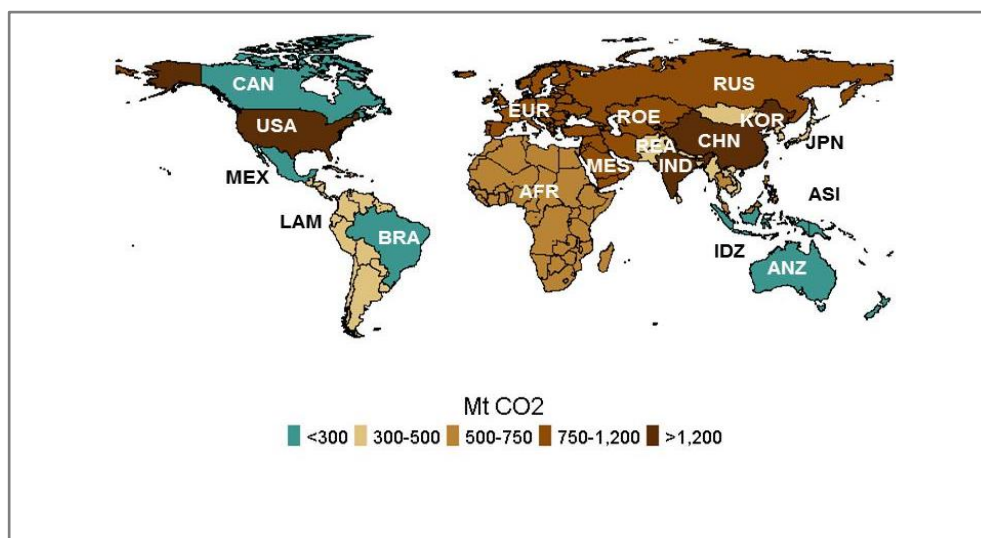 CAN
RUS
EUR
USA
ROE
KOR
CHN
JPN
REA
MES
IND
MEX
AFR
ASI
LAM
BRA
IDZ
ANZ
Mt CO2
<300 300-500 500-750 750-1,200 >1,200